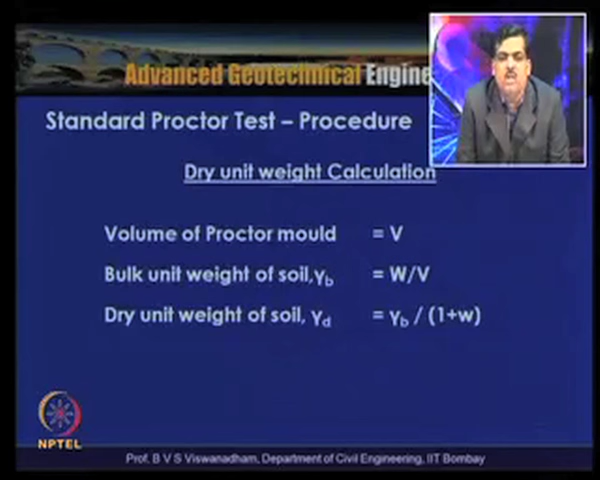 Advanced Geotechnical Engine
Standard Proctor Test – Procedure
Dry unit weight Calculation
Volume of Proctor mould = V
Bulk unit weight of soil,γb = W/V
Dry unit weight of soil, γd = γb / (1+w)
NPTEL
Prof. B V S Viswanadham, Department of Civil Engineering, IIT Bombay